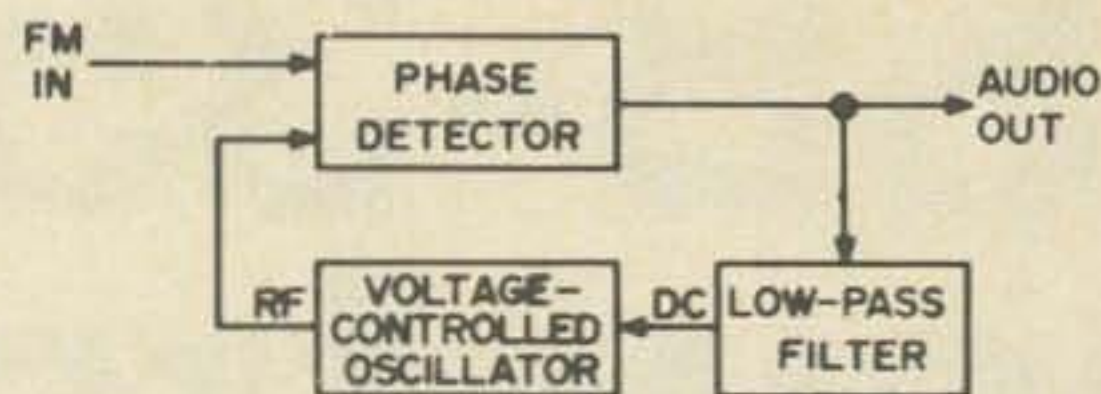 FM
IN
PHASE
DETECTOR
AUDIO
OUT
RF
VOLTAGE-
CONTROLLED
OSCILLATOR
DC
LOW-PASS
FILTER